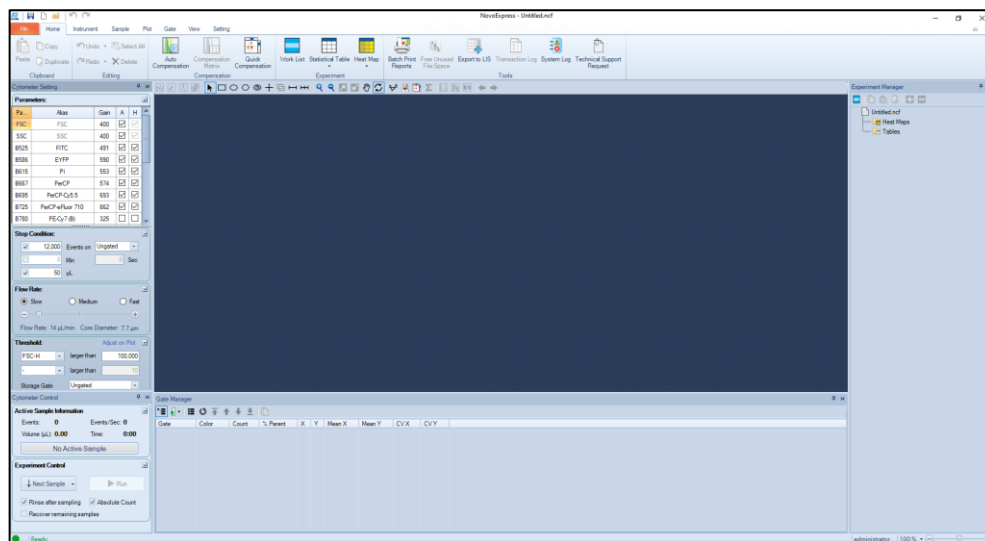 NovoExpress - Untitled.ncf
File Home Instrument Sample Plot Gate View Setting
Paste Copy Duplicate
Clipboard
Undo Select All
Redo Delete
Editing
Auto Compensation
Compensation Matrix
Quick Compensation
Compensation
Work List
Statistical Table
Heat Map
Experiment
Batch Print Reports
Free Unused File Space
Export to LIS
Transaction Log
System Log
Technical Support Request
Tools
Cytometer Setting
Parameters:
Pa... Alias Gain A H
FSC FSC 400
SSC SSC 400
B525 FITC 491
B586 EYFP 590
B615 PI 553
B667 PerCP 574
B695 PerCP-Cy5.5 693
B725 PerCP-eFluor 710 662
B780 PE-Cy7 (B) 325
Stop Condition:
12,000 Events on Ungated
0 Min 0 Sec
50 μL
Flow Rate:
Slow Medium Fast
Flow Rate: 14 μL/min Core Diameter: 7.7 μm
Threshold: Adjust on Plot
FSC-H larger than 100,000
- larger than 10
Storage Gate Ungated
Cytometer Control
Active Sample Information
Events: 0 Events/Sec: 0
Volume (μL): 0.00 Time: 0:00
No Active Sample
Experiment Control
Next Sample Run
Rinse after sampling Absolute Count
Recover remaining samples
Gate Manager
Gate Color Count % Parent X Y Mean X Mean Y CV X CV Y
Experiment Manager
Untitled.ncf
Heat Maps
Tables
Ready
administrator 100%